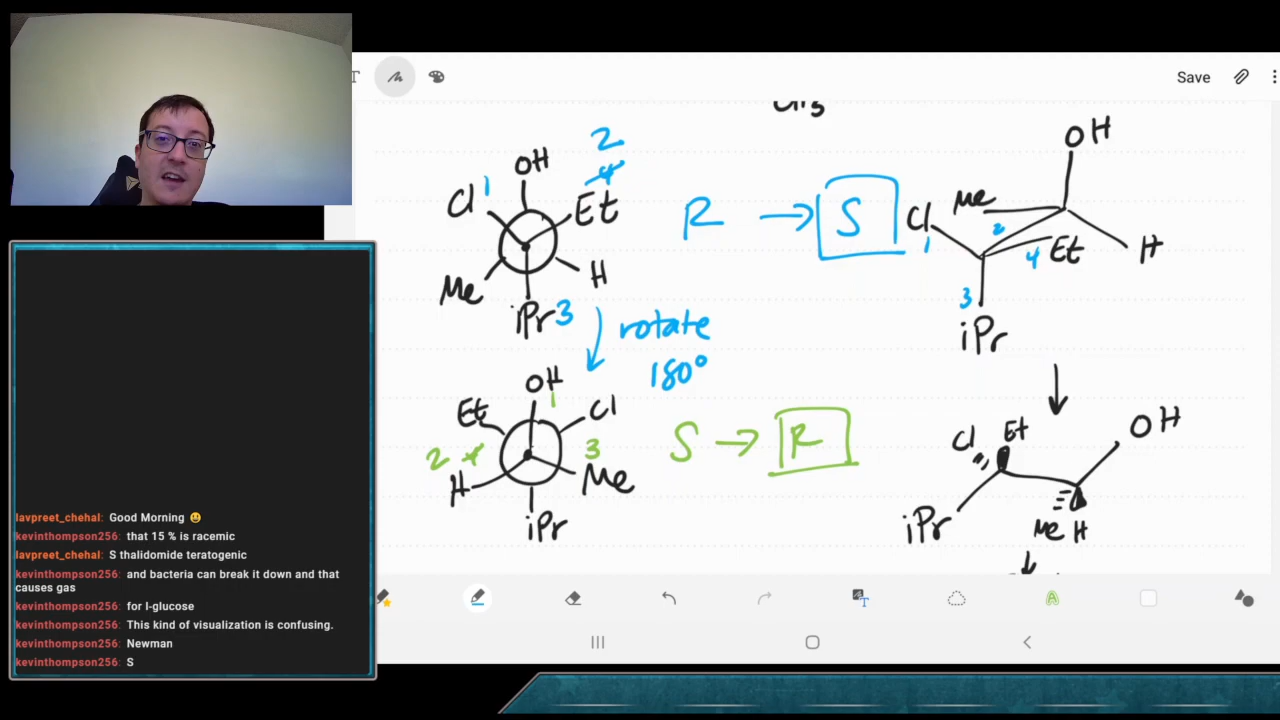 T
Save
OH
2
4
Cl
1
Et
Me
H
iPr
3
R → S
rotate
180°
OH
1
Et
Cl
2
4
3
H
Me
iPr
S → R
OH
Me
Cl
1
2
4
Et
H
3
iPr
Cl
Et
OH
iPr
Me
H
lavpreet_chehal: Good Morning 😃
kevinthompson256: that 15 % is racemic
lavpreet_chehal: S thalidomide teratogenic
kevinthompson256: and bacteria can break it down and that
causes gas
kevinthompson256: for l-glucose
kevinthompson256: This kind of visualization is confusing.
kevinthompson256: Newman
kevinthompson256: S
T
A